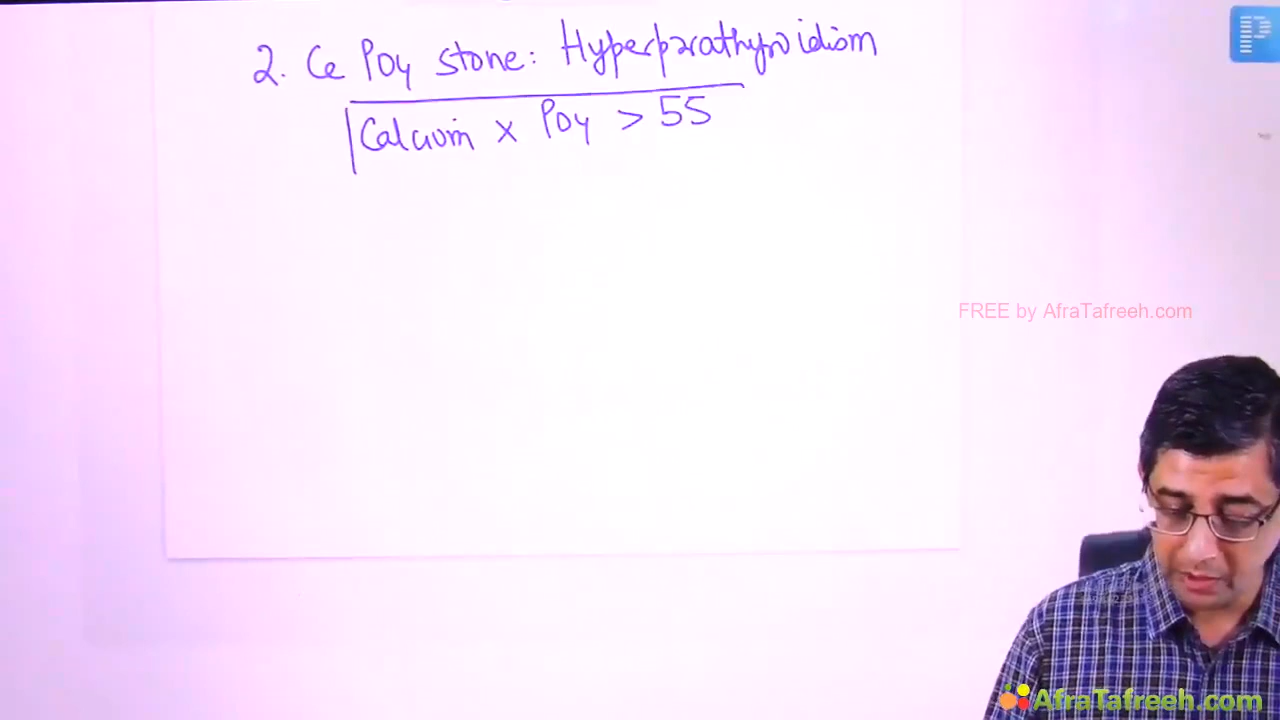 2. Ca PO4 stone: Hyperparathyroidism
Calcium x PO4 > 55
P
FREE by AfraTafreeh.com
AfraTafreeh.com